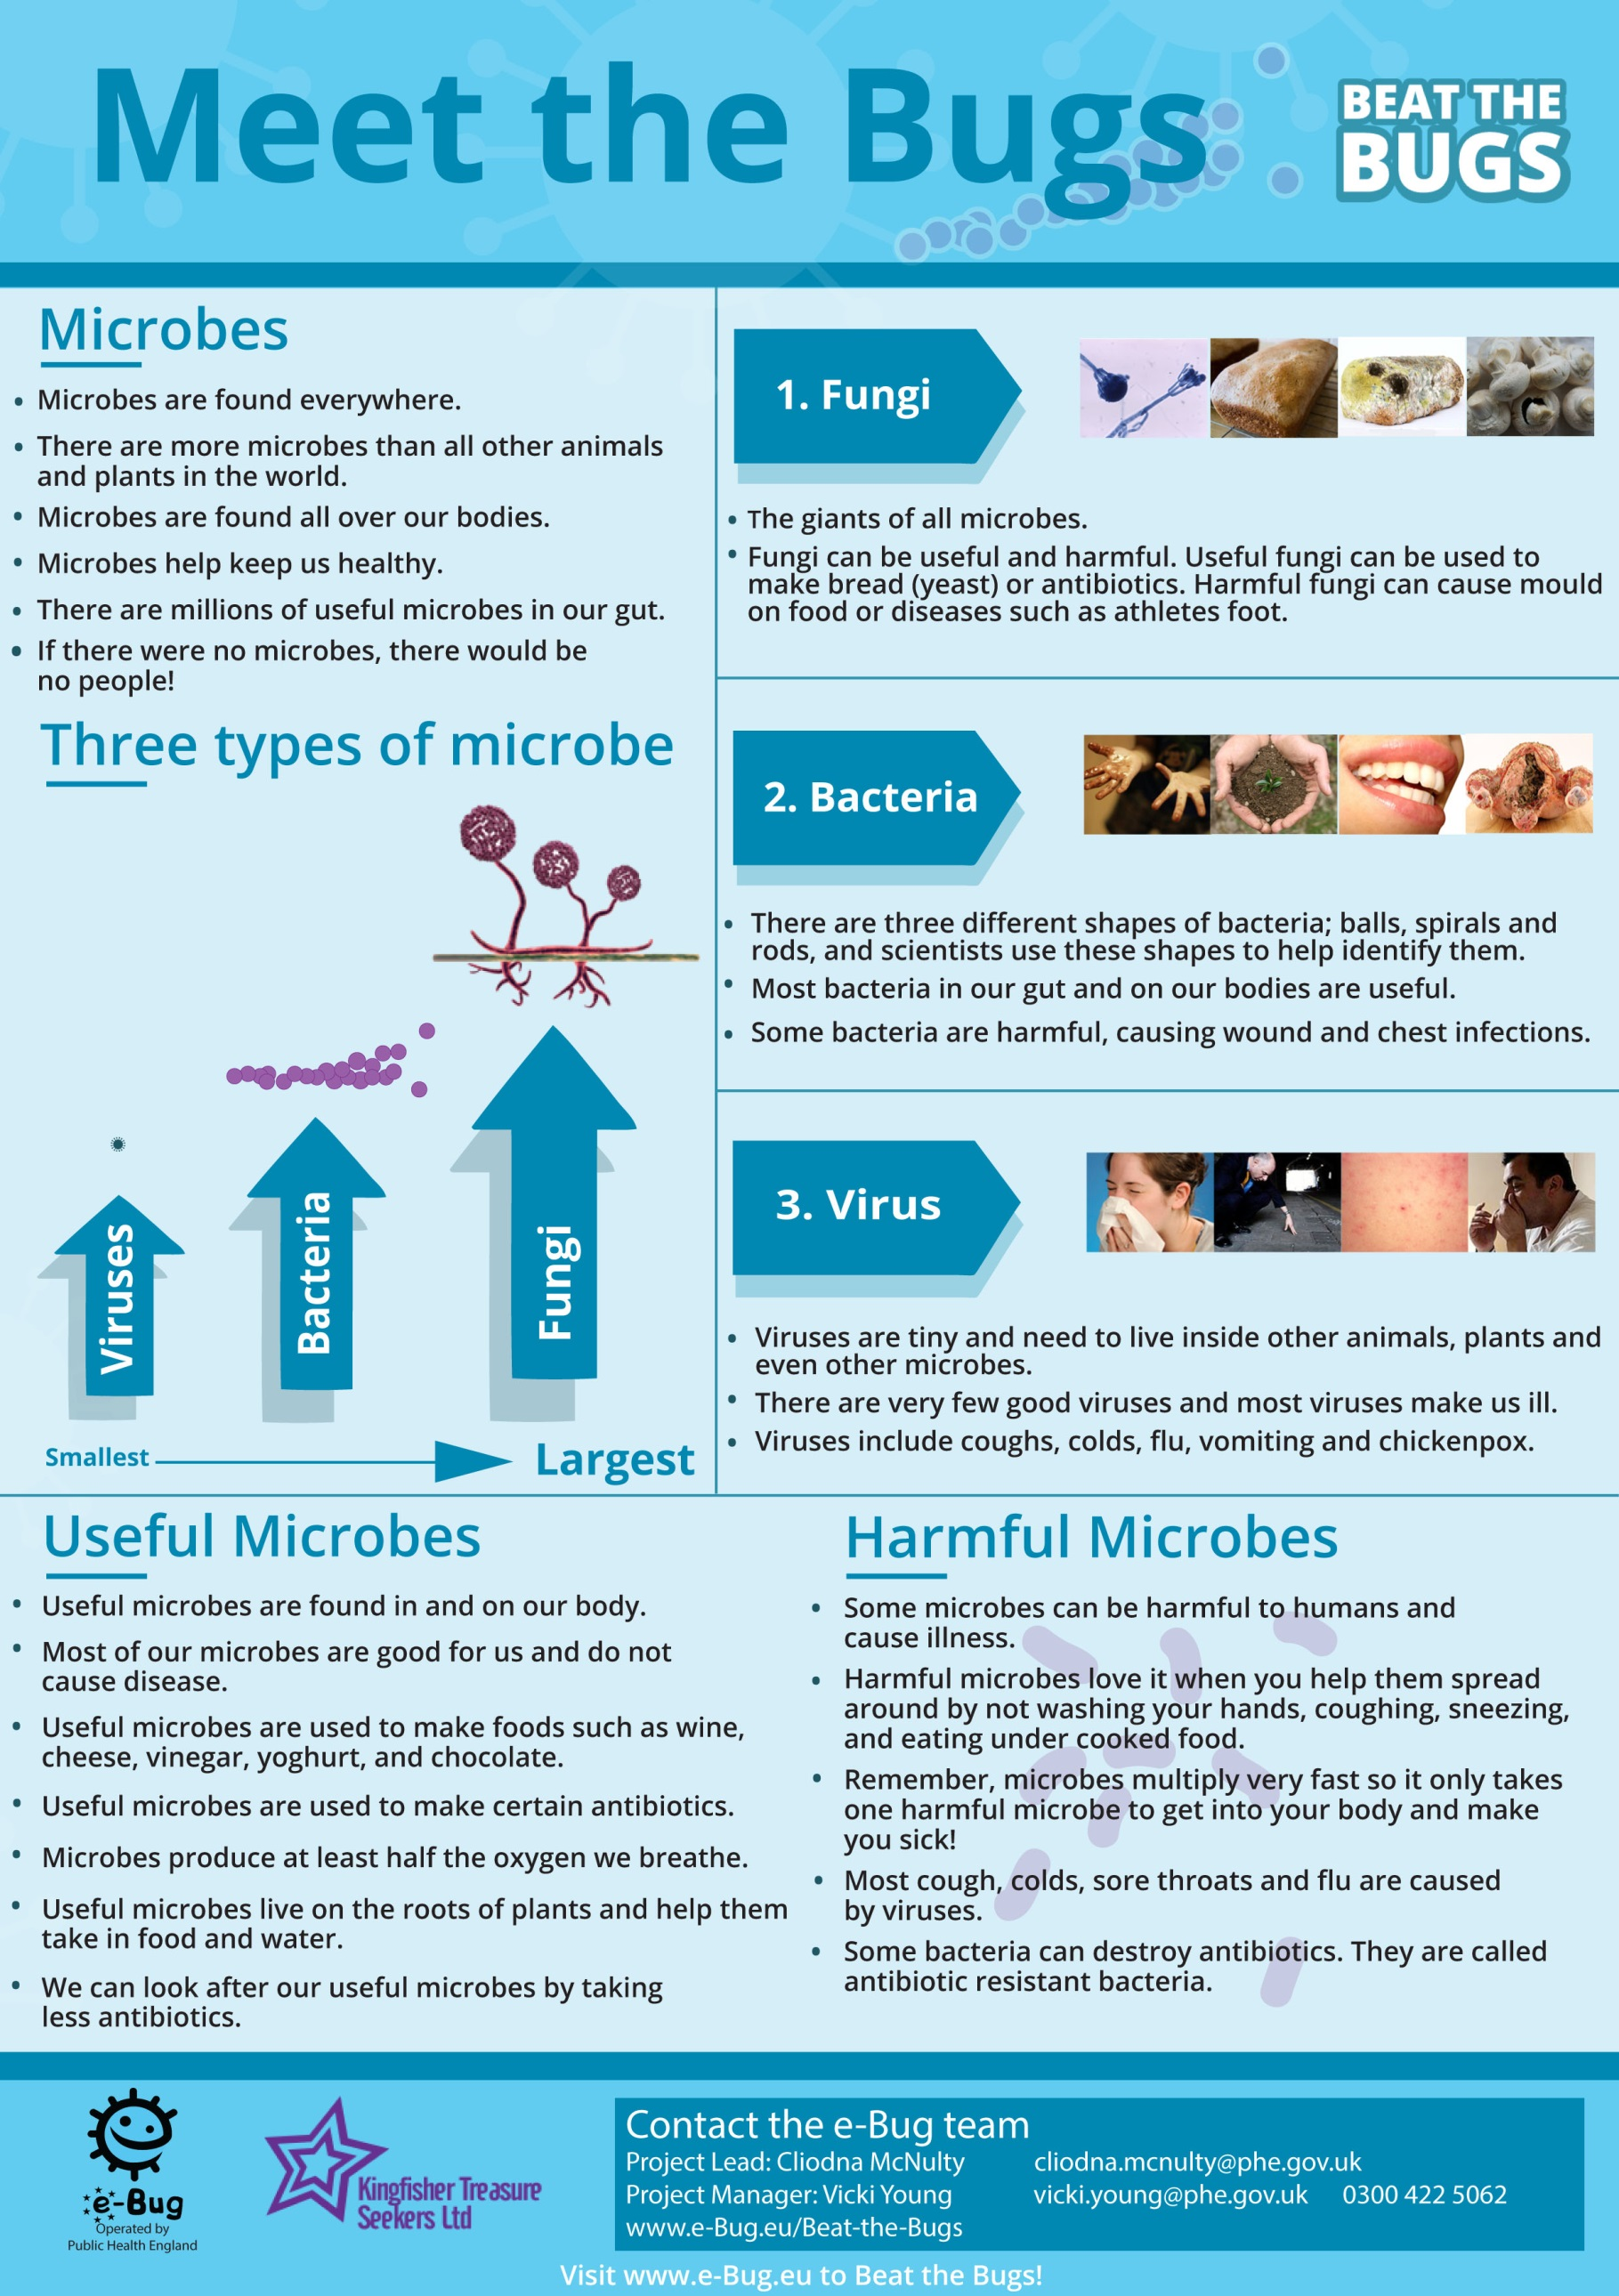 Meet the Bugs
BEAT THE
BUGS
Microbes
• Microbes are found everywhere.
• There are more microbes than all other animals
and plants in the world.
• Microbes are found all over our bodies.
• Microbes help keep us healthy.
• There are millions of useful microbes in our gut.
• If there were no microbes, there would be
no people!
Three types of microbe
Viruses
Bacteria
Fungi
Smallest
Largest
1. Fungi
• The giants of all microbes.
• Fungi can be useful and harmful. Useful fungi can be used to
make bread (yeast) or antibiotics. Harmful fungi can cause mould
on food or diseases such as athletes foot.
2. Bacteria
• There are three different shapes of bacteria; balls, spirals and
rods, and scientists use these shapes to help identify them.
• Most bacteria in our gut and on our bodies are useful.
• Some bacteria are harmful, causing wound and chest infections.
3. Virus
• Viruses are tiny and need to live inside other animals, plants and
even other microbes.
• There are very few good viruses and most viruses make us ill.
• Viruses include coughs, colds, flu, vomiting and chickenpox.
Useful Microbes
• Useful microbes are found in and on our body.
• Most of our microbes are good for us and do not
cause disease.
• Useful microbes are used to make foods such as wine,
cheese, vinegar, yoghurt, and chocolate.
• Useful microbes are used to make certain antibiotics.
• Microbes produce at least half the oxygen we breathe.
• Useful microbes live on the roots of plants and help them
take in food and water.
• We can look after our useful microbes by taking
less antibiotics.
Harmful Microbes
• Some microbes can be harmful to humans and
cause illness.
• Harmful microbes love it when you help them spread
around by not washing your hands, coughing, sneezing,
and eating under cooked food.
• Remember, microbes multiply very fast so it only takes
one harmful microbe to get into your body and make
you sick!
• Most cough, colds, sore throats and flu are caused
by viruses.
• Some bacteria can destroy antibiotics. They are called
antibiotic resistant bacteria.
e-Bug
Operated by
Public Health England
Kingfisher Treasure
Seekers Ltd
Contact the e-Bug team
Project Lead: Cliodna McNulty cliodna.mcnulty@phe.gov.uk
Project Manager: Vicki Young vicki.young@phe.gov.uk 0300 422 5062
www.e-Bug.eu/Beat-the-Bugs
Visit www.e-Bug.eu to Beat the Bugs!